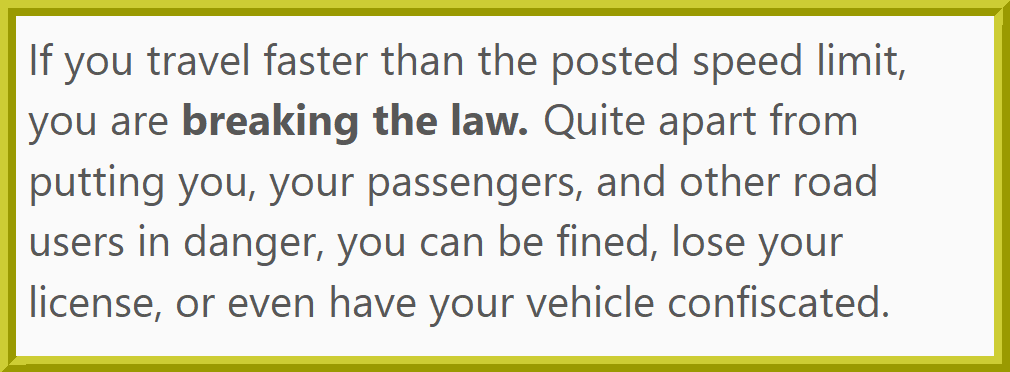 If you travel faster than the posted speed limit,
you are breaking the law. Quite apart from
putting you, your passengers, and other road
users in danger, you can be fined, lose your
license, or even have your vehicle confiscated.